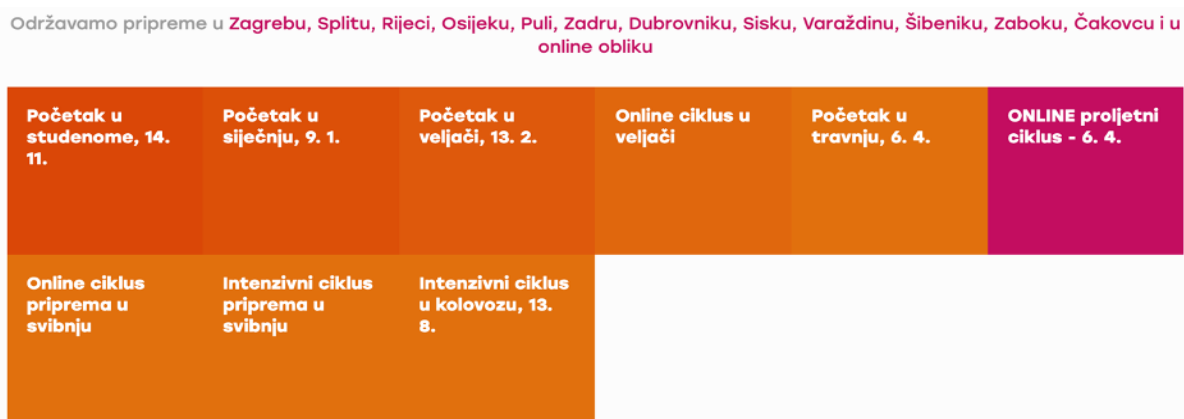 Održavamo pripreme u Zagrebu, Splitu, Rijeci, Osijeku, Puli, Zadru, Dubrovniku, Sisku, Varaždinu, Šibeniku, Zaboku, Čakovcu i u
online obliku
Početak u
studenome, 14.
11.
Početak u
siječnju, 9. 1.
Početak u
veljači, 13. 2.
Online ciklus u
veljači
Početak u
travnju, 6. 4.
ONLINE proljetni
ciklus - 6. 4.
Online ciklus
priprema u
svibnju
Intenzivni ciklus
priprema u
svibnju
Intenzivni ciklus
u kolovozu, 13.
8.